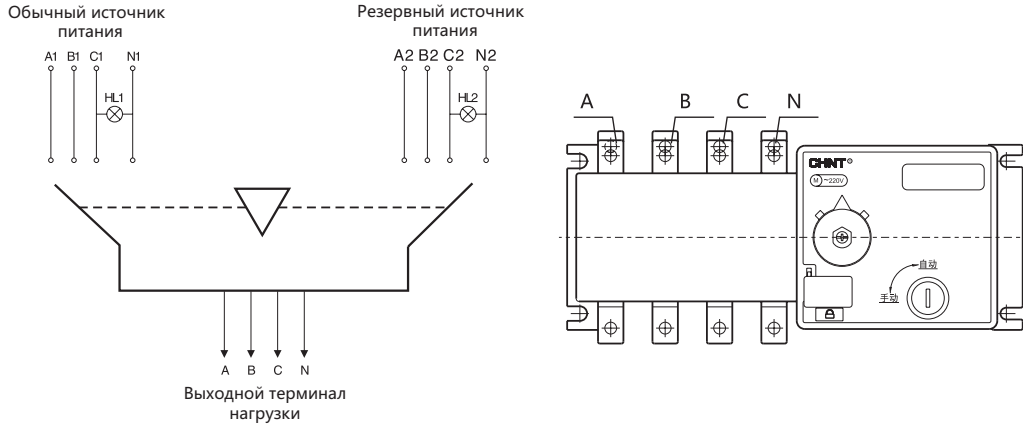 Обычный источник
питания
A1 B1 C1 N1
HL1
Резервный источник
питания
A2 B2 C2 N2
HL2
A B C N
Выходной терминал
нагрузки
A B C N
CHNT®
M ~220V
自动
手动